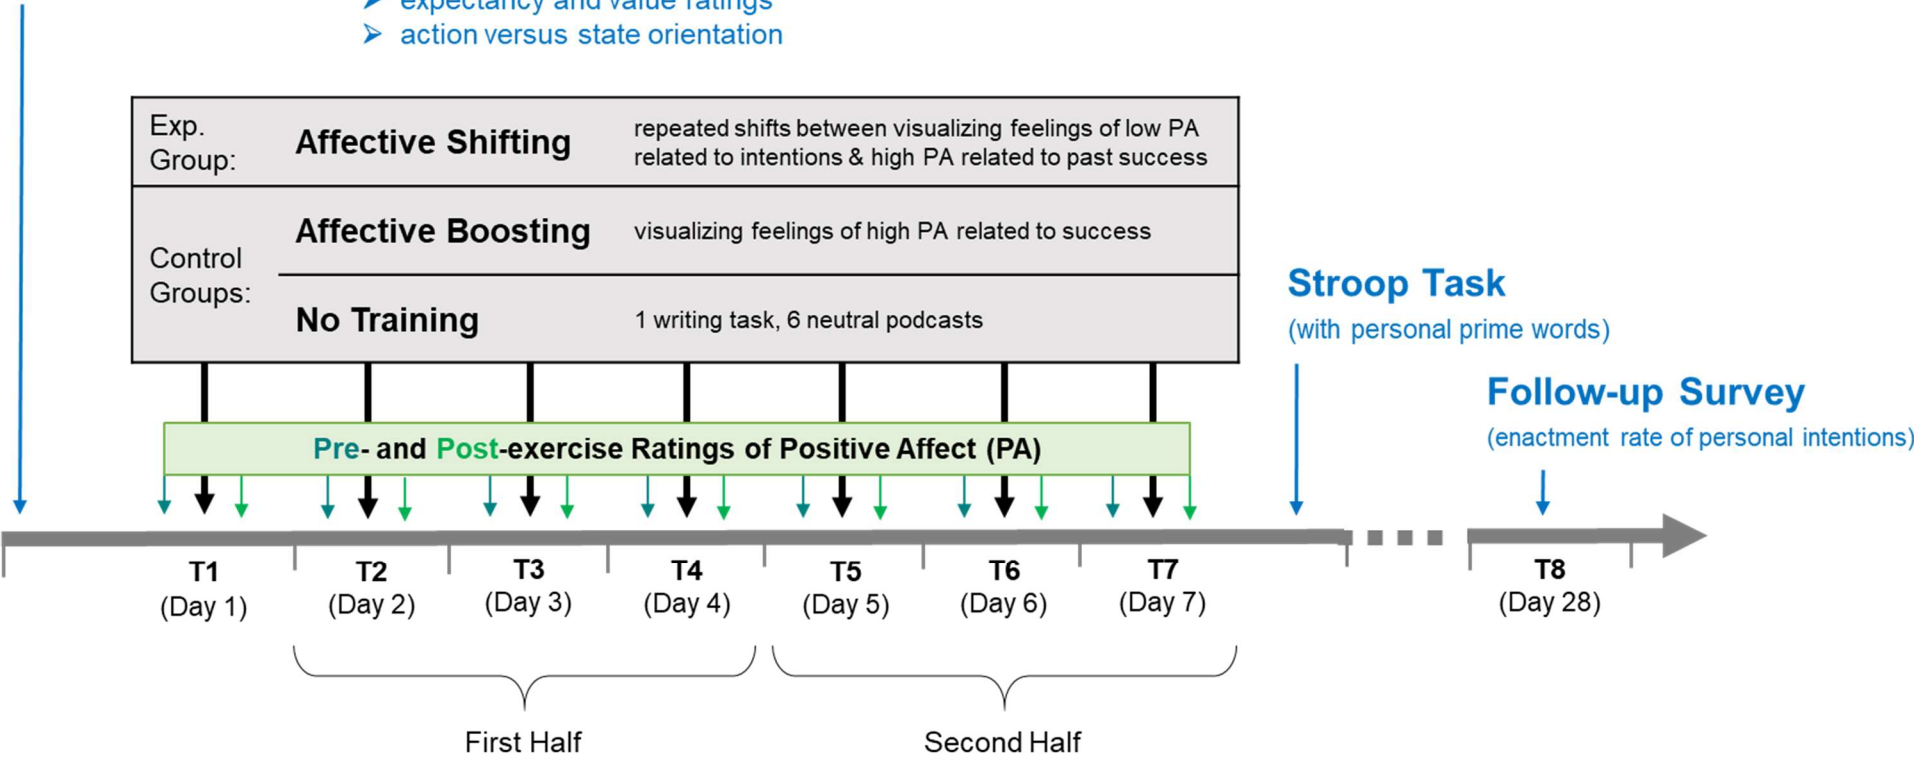 expectancy and value ratings
action versus state orientation
Exp.
Group:
Affective Shifting
repeated shifts between visualizing feelings of low PA
related to intentions & high PA related to past success
Control
Groups:
Affective Boosting
visualizing feelings of high PA related to success
No Training
1 writing task, 6 neutral podcasts
Stroop Task
(with personal prime words)
Follow-up Survey
(enactment rate of personal intentions)
Pre- and Post-exercise Ratings of Positive Affect (PA)
T1
(Day 1)
T2
(Day 2)
T3
(Day 3)
T4
(Day 4)
T5
(Day 5)
T6
(Day 6)
T7
(Day 7)
T8
(Day 28)
First Half
Second Half